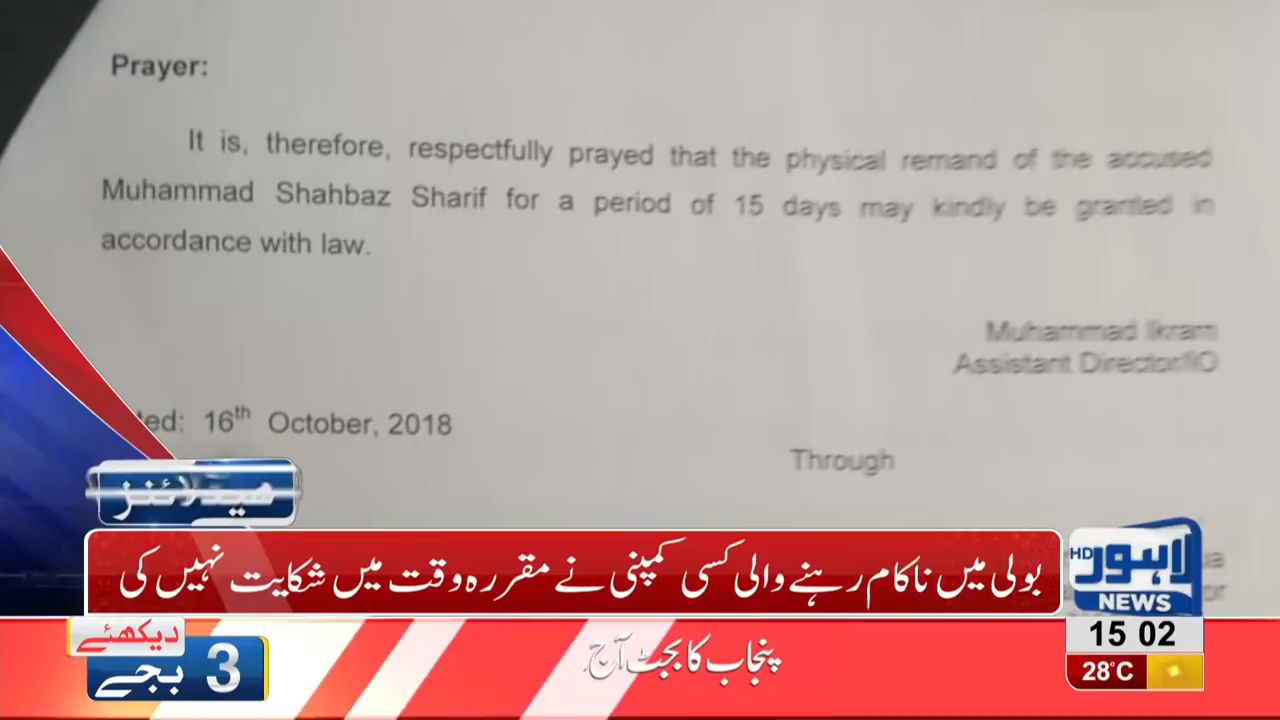 Prayer:
It is, therefore, respectfully prayed that the physical remand of the accused
Muhammad Shahbaz Sharif for a period of 15 days may kindly be granted in
accordance with law.
Muhammad Ikram
Assistant Director/IO
ted: 16th October, 2018
Through
ہیڈلائنز
بولی میں ناکام رہنے والی کسی کمپنی نے مقررہ وقت میں شکایت نہیں کی
HD لاہور
NEWS
15 02
28°C
دیکھئے
3 بجے
پنجاب کا بجٹ آج